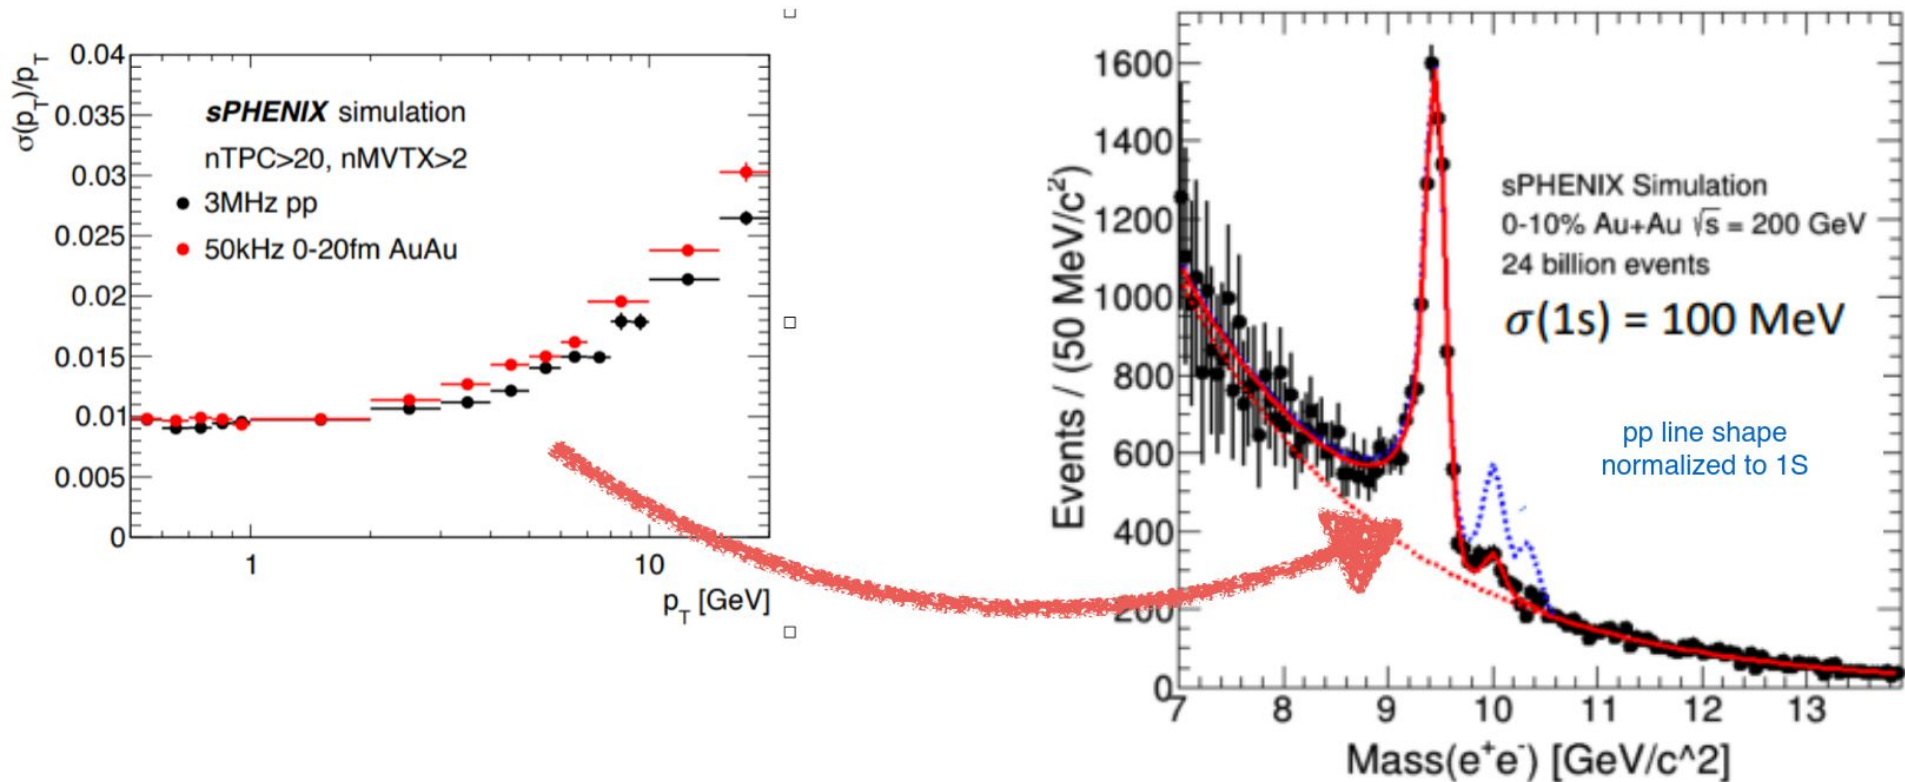 σ(p_T)/p_T
0.04
0.035
0.03
0.025
0.02
0.015
0.01
0.005
0
sPHENIX simulation
nTPC>20, nMVTX>2
3MHz pp
50kHz 0-20fm AuAu
1
10
p_T [GeV]
Events / (50 MeV/c²)
1600
1400
1200
1000
800
600
400
200
0
sPHENIX Simulation
0-10% Au+Au √s = 200 GeV
24 billion events
σ(1s) = 100 MeV
pp line shape
normalized to 1S
7
8
9
10
11
12
13
Mass(e⁺e⁻) [GeV/c^2]